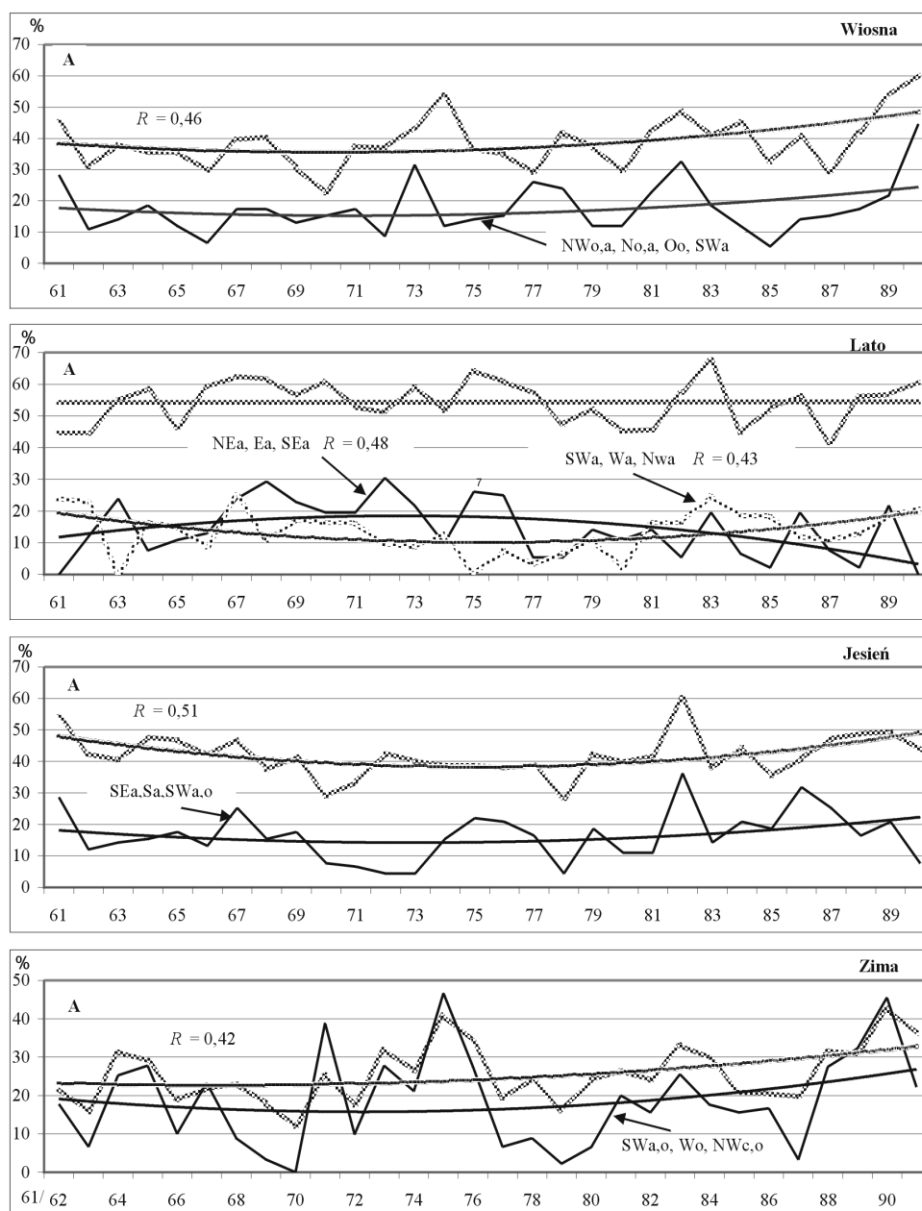 % Wiosna
70
A
60
50
R = 0,46
40
30
20
10
NWo,a, No,a, Oo, SWa
0
61 63 65 67 69 71 73 75 77 79 81 83 85 87 89
% Lato
70
A
60
50
NEa, Ea, SEa R = 0,48
40
SWa, Wa, Nwa R = 0,43
30
7
20
10
0
61 63 65 67 69 71 73 75 77 79 81 83 85 87 89
% Jesień
70
A
60
R = 0,51
50
40
30
SEa,Sa,SWa,o
20
10
0
61 63 65 67 69 71 73 75 77 79 81 83 85 87 89
% Zima
50
A
40
R = 0,42
30
20
10
SWa,o, Wo, NWc,o
0
61/ 62 64 66 68 70 72 74 76 78 80 82 84 86 88 90